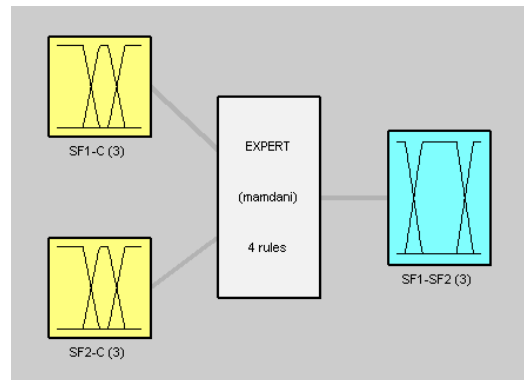 SF1-C (3)
EXPERT
(mamdani)
4 rules
SF1-SF2 (3)
SF2-C (3)